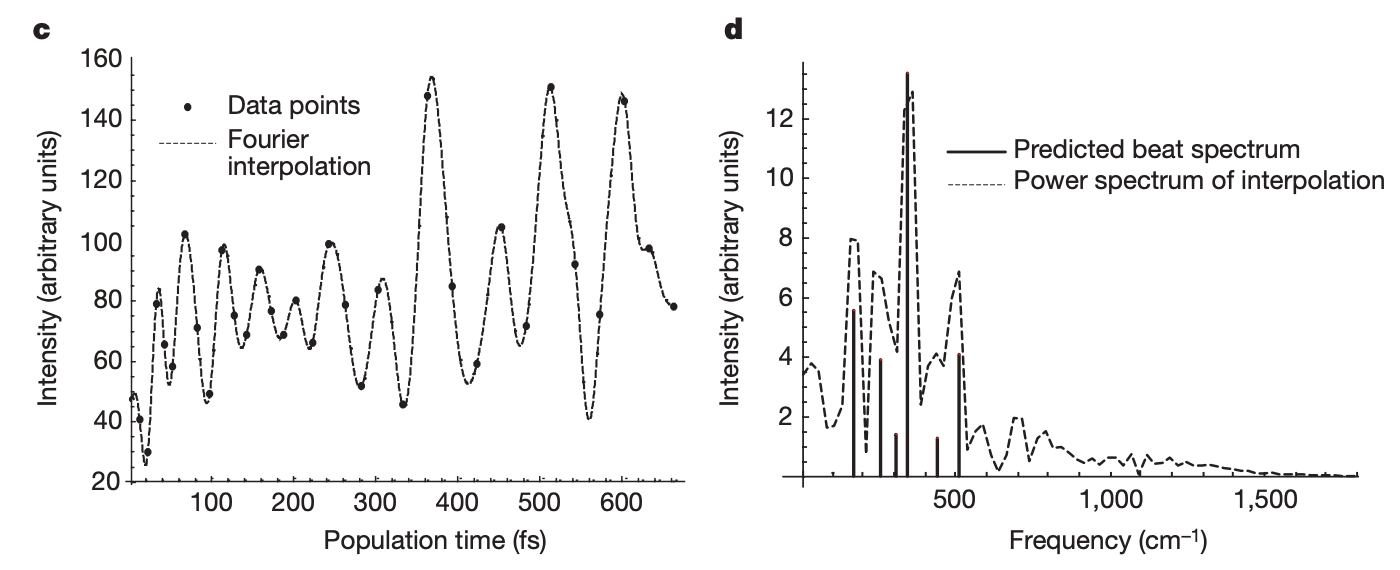 c
160
140
120
100
80
60
40
20
Intensity (arbitrary units)
Data points
Fourier
interpolation
100 200 300 400 500 600
Population time (fs)
d
12
10
8
6
4
2
Intensity (arbitrary units)
Predicted beat spectrum
Power spectrum of interpolation
500 1,000 1,500
Frequency (cm⁻¹)